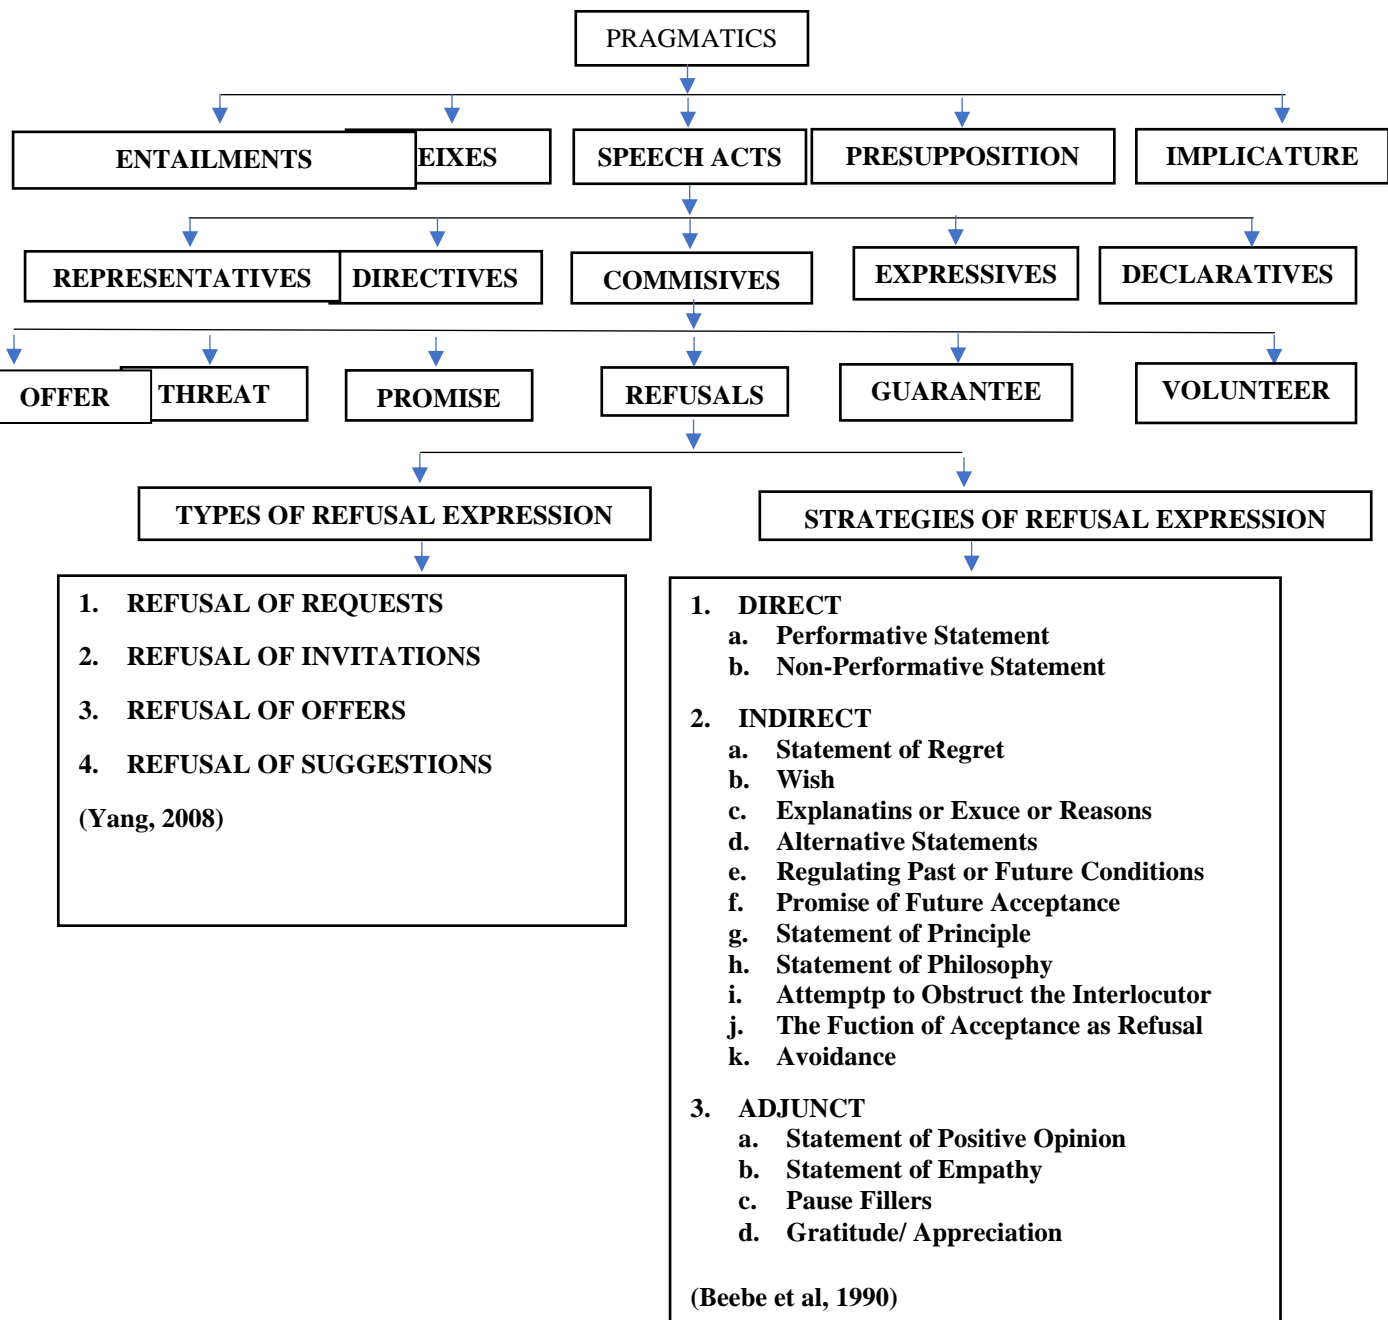 PRAGMATICS
ENTAILMENTS
EIXES
SPEECH ACTS
PRESUPPOSITION
IMPLICATURE
REPRESENTATIVES
DIRECTIVES
COMMISIVES
EXPRESSIVES
DECLARATIVES
OFFER
THREAT
PROMISE
REFUSALS
GUARANTEE
VOLUNTEER
TYPES OF REFUSAL EXPRESSION
STRATEGIES OF REFUSAL EXPRESSION
1. REFUSAL OF REQUESTS
2. REFUSAL OF INVITATIONS
3. REFUSAL OF OFFERS
4. REFUSAL OF SUGGESTIONS
(Yang, 2008)
1. DIRECT
a. Performative Statement
b. Non-Performative Statement
2. INDIRECT
a. Statement of Regret
b. Wish
c. Explanatins or Exuce or Reasons
d. Alternative Statements
e. Regulating Past or Future Conditions
f. Promise of Future Acceptance
g. Statement of Principle
h. Statement of Philosophy
i. Attemptp to Obstruct the Interlocutor
j. The Fuction of Acceptance as Refusal
k. Avoidance
3. ADJUNCT
a. Statement of Positive Opinion
b. Statement of Empathy
c. Pause Fillers
d. Gratitude/ Appreciation
(Beebe et al, 1990)